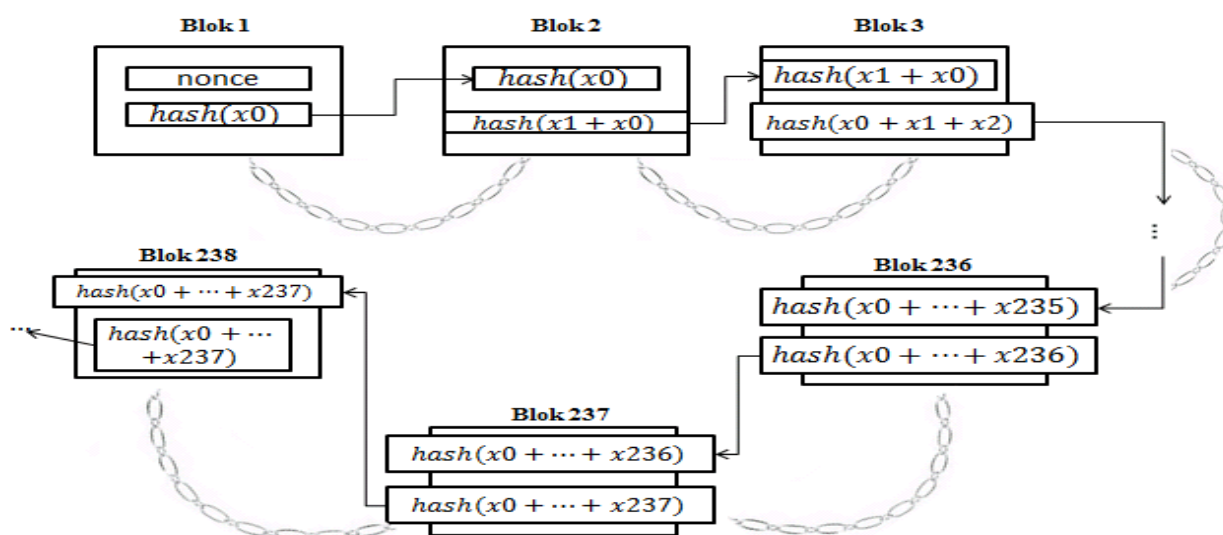 Blok 1
nonce
hash(x0)
Blok 2
hash(x0)
hash(x1 + x0)
Blok 3
hash(x1 + x0)
hash(x0 + x1 + x2)
...
Blok 236
hash(x0 + ⋯ + x235)
hash(x0 + ⋯ + x236)
Blok 237
hash(x0 + ⋯ + x236)
hash(x0 + ⋯ + x237)
Blok 238
hash(x0 + ⋯ + x237)
hash(x0 + ⋯
+x237)
...